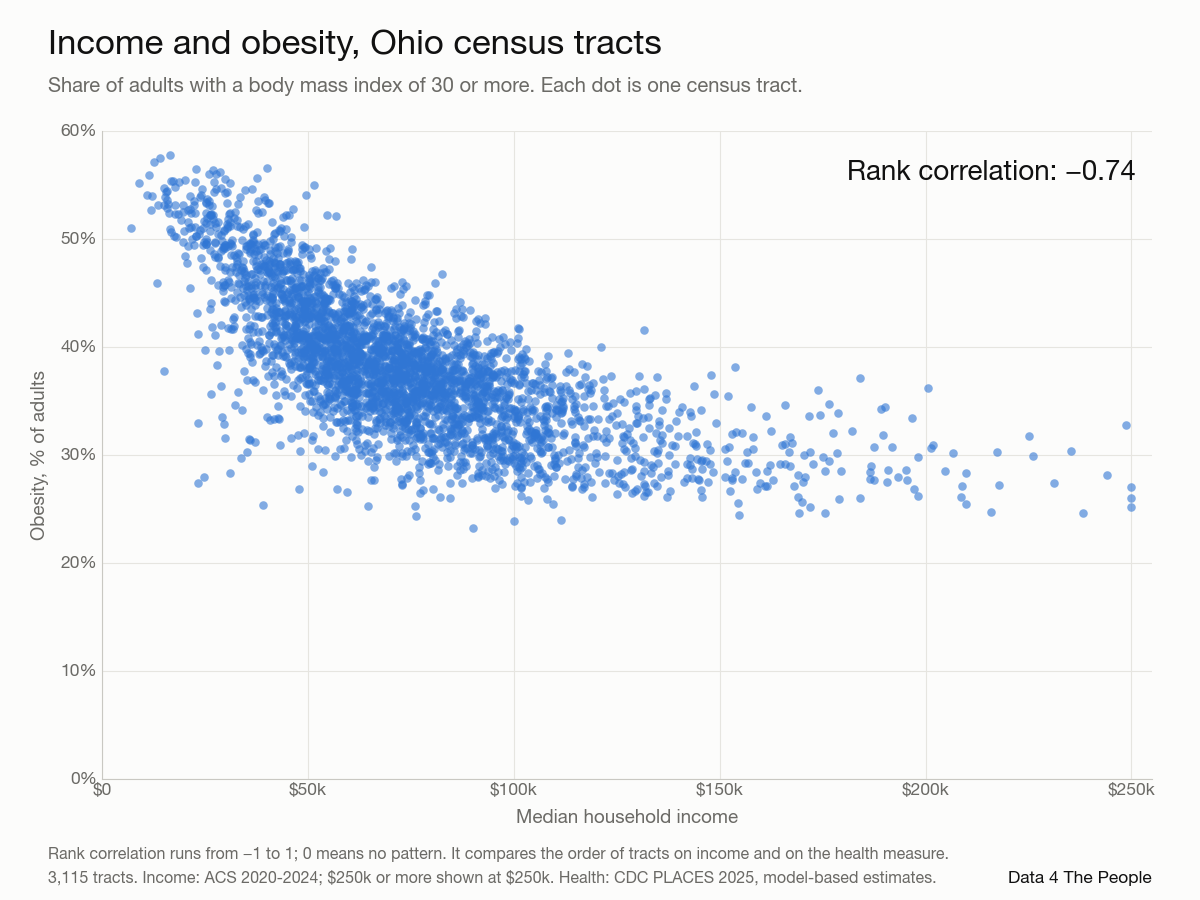 Income and obesity, Ohio census tracts
Share of adults with a body mass index of 30 or more. Each dot is one census tract.
Rank correlation: −0.74
60%
50%
40%
30%
20%
10%
0%
Obesity, % of adults
$0
$50k
$100k
$150k
$200k
$250k
Median household income
Rank correlation runs from −1 to 1; 0 means no pattern. It compares the order of tracts on income and on the health measure.
3,115 tracts. Income: ACS 2020-2024; $250k or more shown at $250k. Health: CDC PLACES 2025, model-based estimates.
Data 4 The People